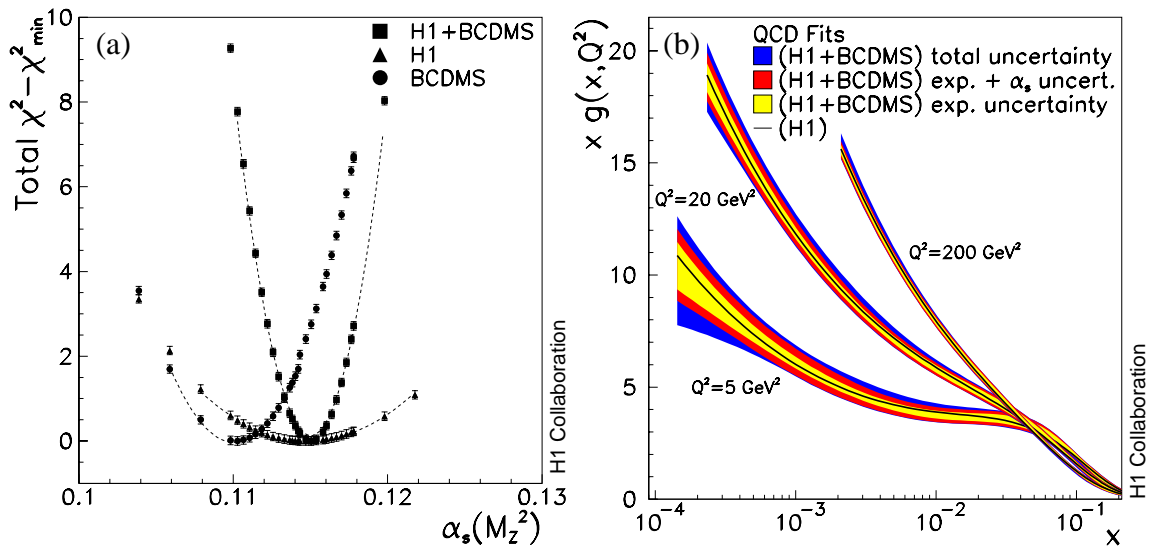 (a)
H1+BCDMS
H1
BCDMS
Total χ²−χ²min
10
8
6
4
2
0
0.1
0.11
0.12
0.13
αs(MZ²)
H1 Collaboration
(b)
QCD Fits
(H1+BCDMS) total uncertainty
(H1+BCDMS) exp. + αs uncert.
(H1+BCDMS) exp. uncertainty
(H1)
x g(x,Q²)
20
15
10
5
0
Q²=20 GeV²
Q²=200 GeV²
Q²=5 GeV²
10⁻⁴
10⁻³
10⁻²
10⁻¹
x
H1 Collaboration